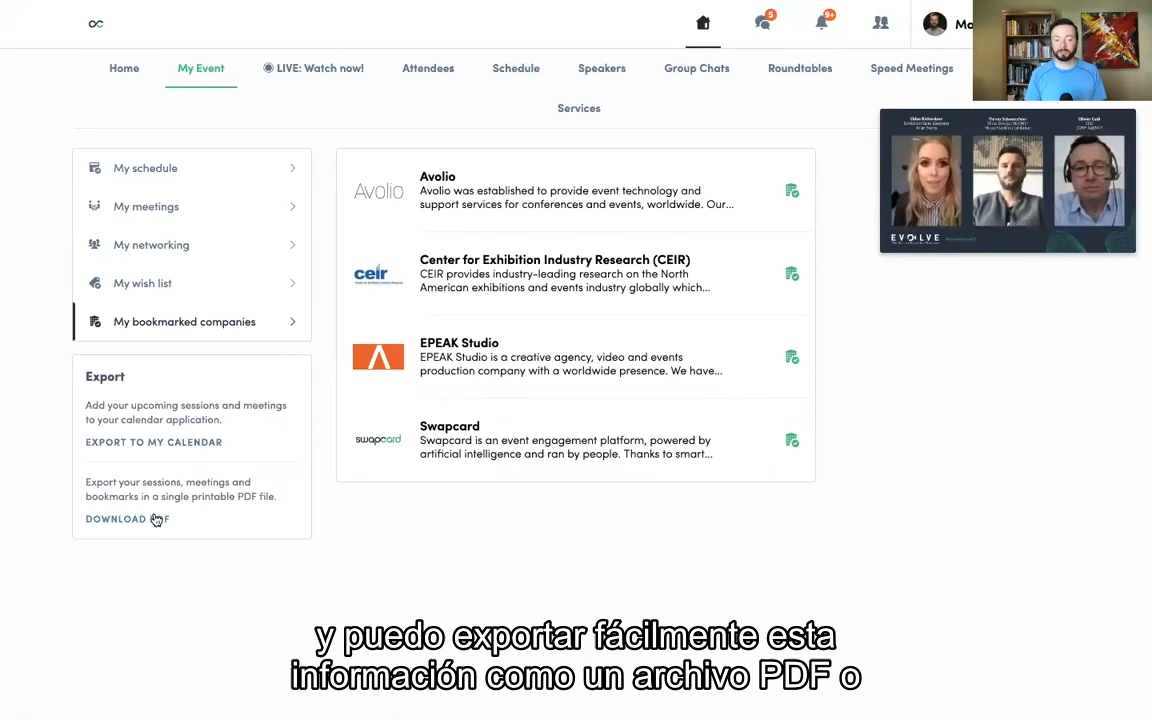 5
9+
Mo
Home
My Event
LIVE: Watch now!
Attendees
Schedule
Speakers
Group Chats
Roundtables
Speed Meetings
Services
My schedule
My meetings
My networking
My wish list
My bookmarked companies
Export
Add your upcoming sessions and meetings
to your calendar application.
EXPORT TO MY CALENDAR
Export your sessions, meetings and
bookmarks in a single printable PDF file.
DOWNLOAD PDF
Avolio
Avolio
Avolio was established to provide event technology and
support services for conferences and events, worldwide. Our...
ceir
Center for Exhibition Industry Research (CEIR)
CEIR provides industry-leading research on the North
American exhibitions and events industry globally which...
EPEAK Studio
EPEAK Studio is a creative agency, video and events
production company with a worldwide presence. We have...
swapcard
Swapcard
Swapcard is an event engagement platform, powered by
artificial intelligence and ran by people. Thanks to smart...
EVOLVE
y puedo exportar fácilmente esta
información como un archivo PDF o